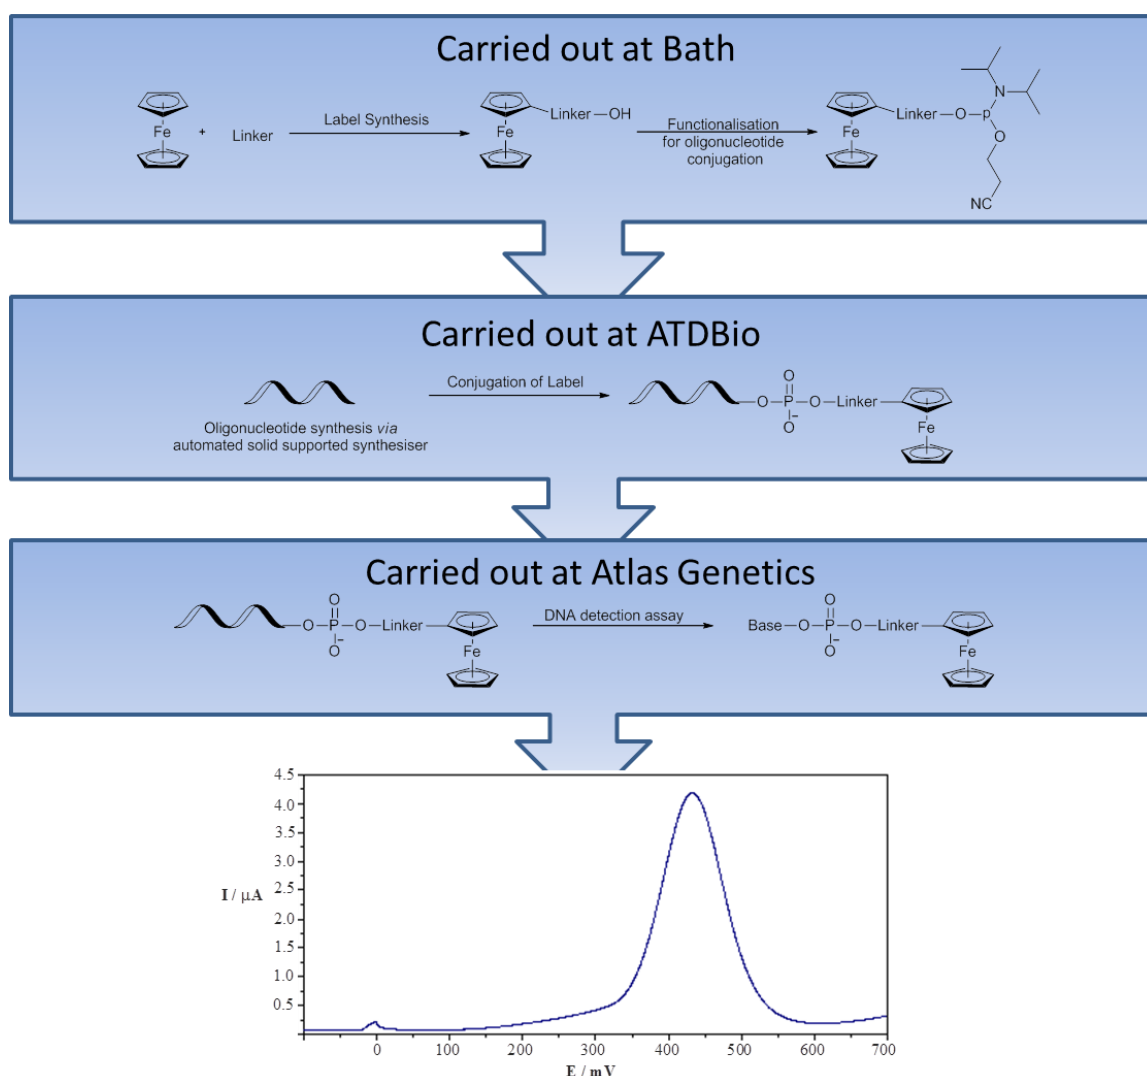 Carried out at Bath
Fe
+
Linker
Label Synthesis
Linker—OH
Fe
Functionalisation
for oligonucleotide
conjugation
Linker—O
P
N
O
NC
Fe
Carried out at ATDBio
Oligonucleotide synthesis via
automated solid supported synthesiser
Conjugation of Label
O
O—P—O—Linker
O−
Fe
Carried out at Atlas Genetics
O
O—P—O—Linker
O−
Fe
DNA detection assay
O
Base—O—P—O—Linker
O−
Fe
4.5
4.0
3.5
3.0
2.5
2.0
1.5
1.0
0.5
I / µA
0 100 200 300 400 500 600 700
E / mV